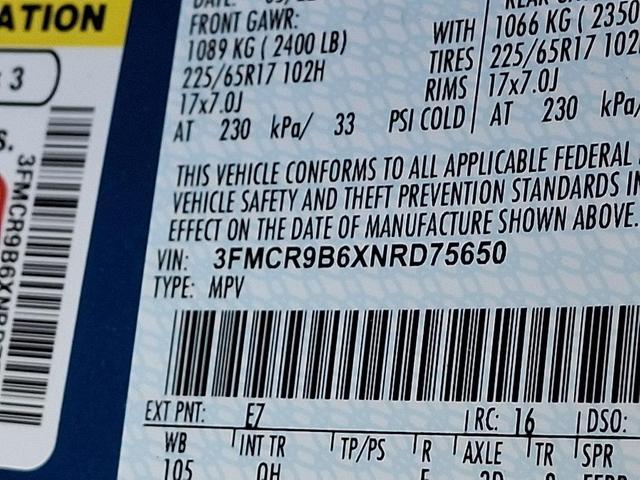 ATION
3
S.
3FMCR9B6XNRD7
FRONT GAWR:
1089 KG ( 2400 LB)
225/65R17 102H
17x7.0J
AT 230 kPa/ 33 PSI COLD
WITH
TIRES
RIMS
1066 KG ( 2350
225/65R17 102
17x7.0J
AT 230 kPa/
THIS VEHICLE CONFORMS TO ALL APPLICABLE FEDERAL
VEHICLE SAFETY AND THEFT PREVENTION STANDARDS IN
EFFECT ON THE DATE OF MANUFACTURE SHOWN ABOVE.
VIN: 3FMCR9B6XNRD75650
TYPE: MPV
EXT PNT: E7 RC: 16 DSO:
WB INT TR TP/PS R AXLE TR SPR
105